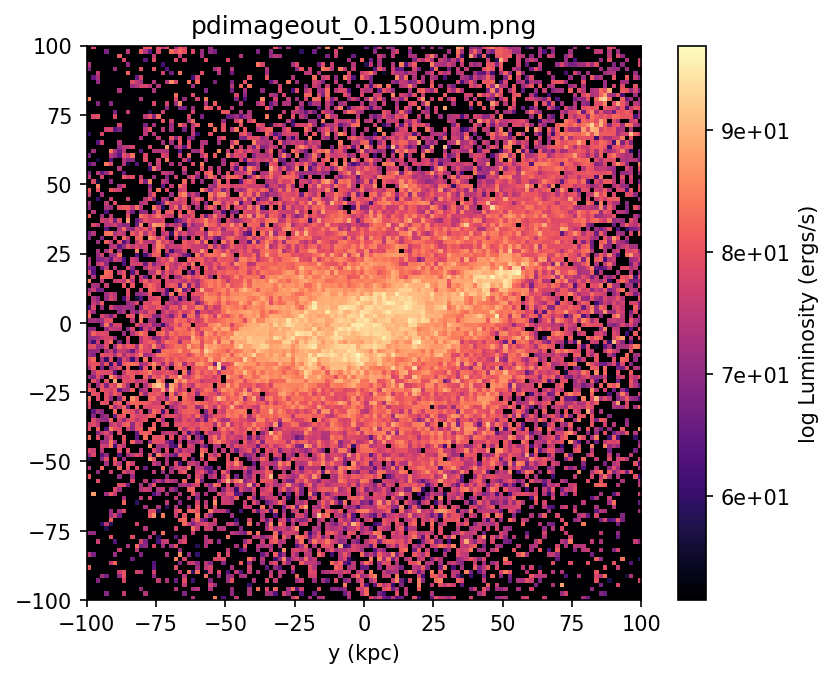 pdimageout_0.1500um.png
100
75
50
25
0
−25
−50
−75
−100
−100 −75 −50 −25 0 25 50 75 100
y (kpc)
9e+01
8e+01
7e+01
6e+01
log Luminosity (ergs/s)